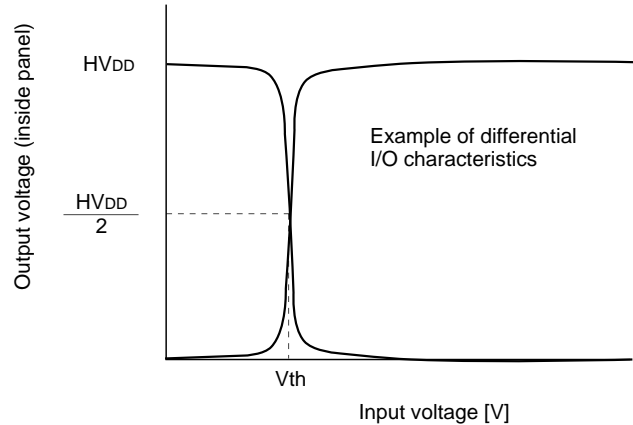 Output voltage (inside panel)
HVDD
HVDD
2
Example of differential
I/O characteristics
Vth
Input voltage [V]